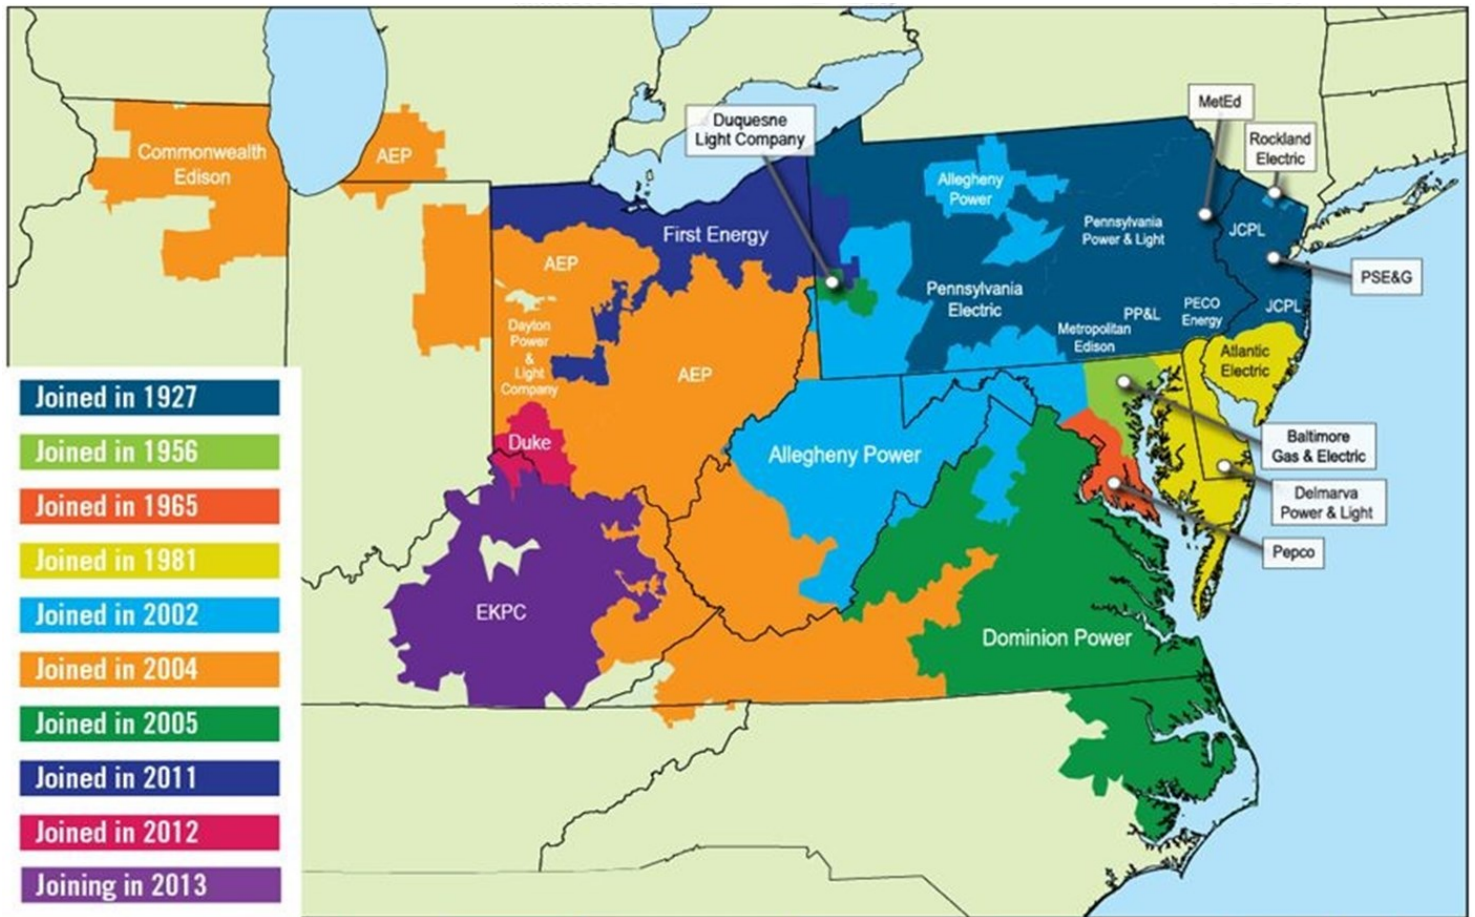 Duquesne
Light Company
MetEd
Rockland
Electric
Commonwealth
Edison
AEP
Allegheny
Power
First Energy
Pennsylvania
Power & Light
JCPL
PSE&G
AEP
Pennsylvania
Electric
PP&L
PECO
Energy
JCPL
Metropolitan
Edison
Dayton
Power
&
Light
Company
AEP
Atlantic
Electric
Duke
Allegheny Power
Baltimore
Gas & Electric
Delmarva
Power & Light
Pepco
EKPC
Dominion Power
Joined in 1927
Joined in 1956
Joined in 1965
Joined in 1981
Joined in 2002
Joined in 2004
Joined in 2005
Joined in 2011
Joined in 2012
Joining in 2013